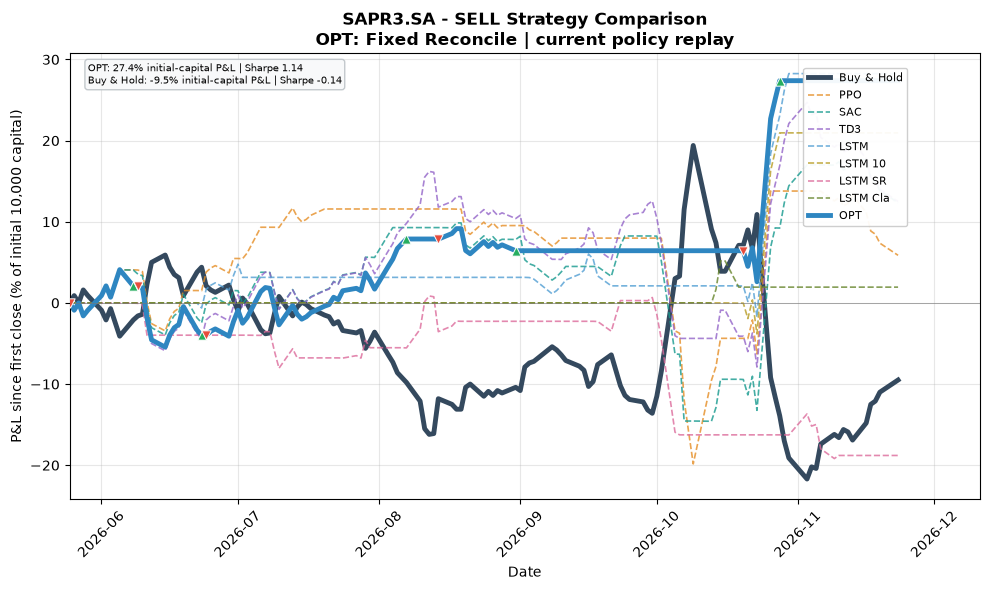 SAPR3.SA - SELL Strategy Comparison
OPT: Fixed Reconcile | current policy replay
OPT: 27.4% initial-capital P&L | Sharpe 1.14
Buy & Hold: -9.5% initial-capital P&L | Sharpe -0.14
Buy & Hold
PPO
SAC
TD3
LSTM
LSTM 10
LSTM SR
LSTM Cla
OPT
P&L since first close (% of initial 10,000 capital)
30
20
10
0
−10
−20
2026-06
2026-07
2026-08
2026-09
2026-10
2026-11
2026-12
Date